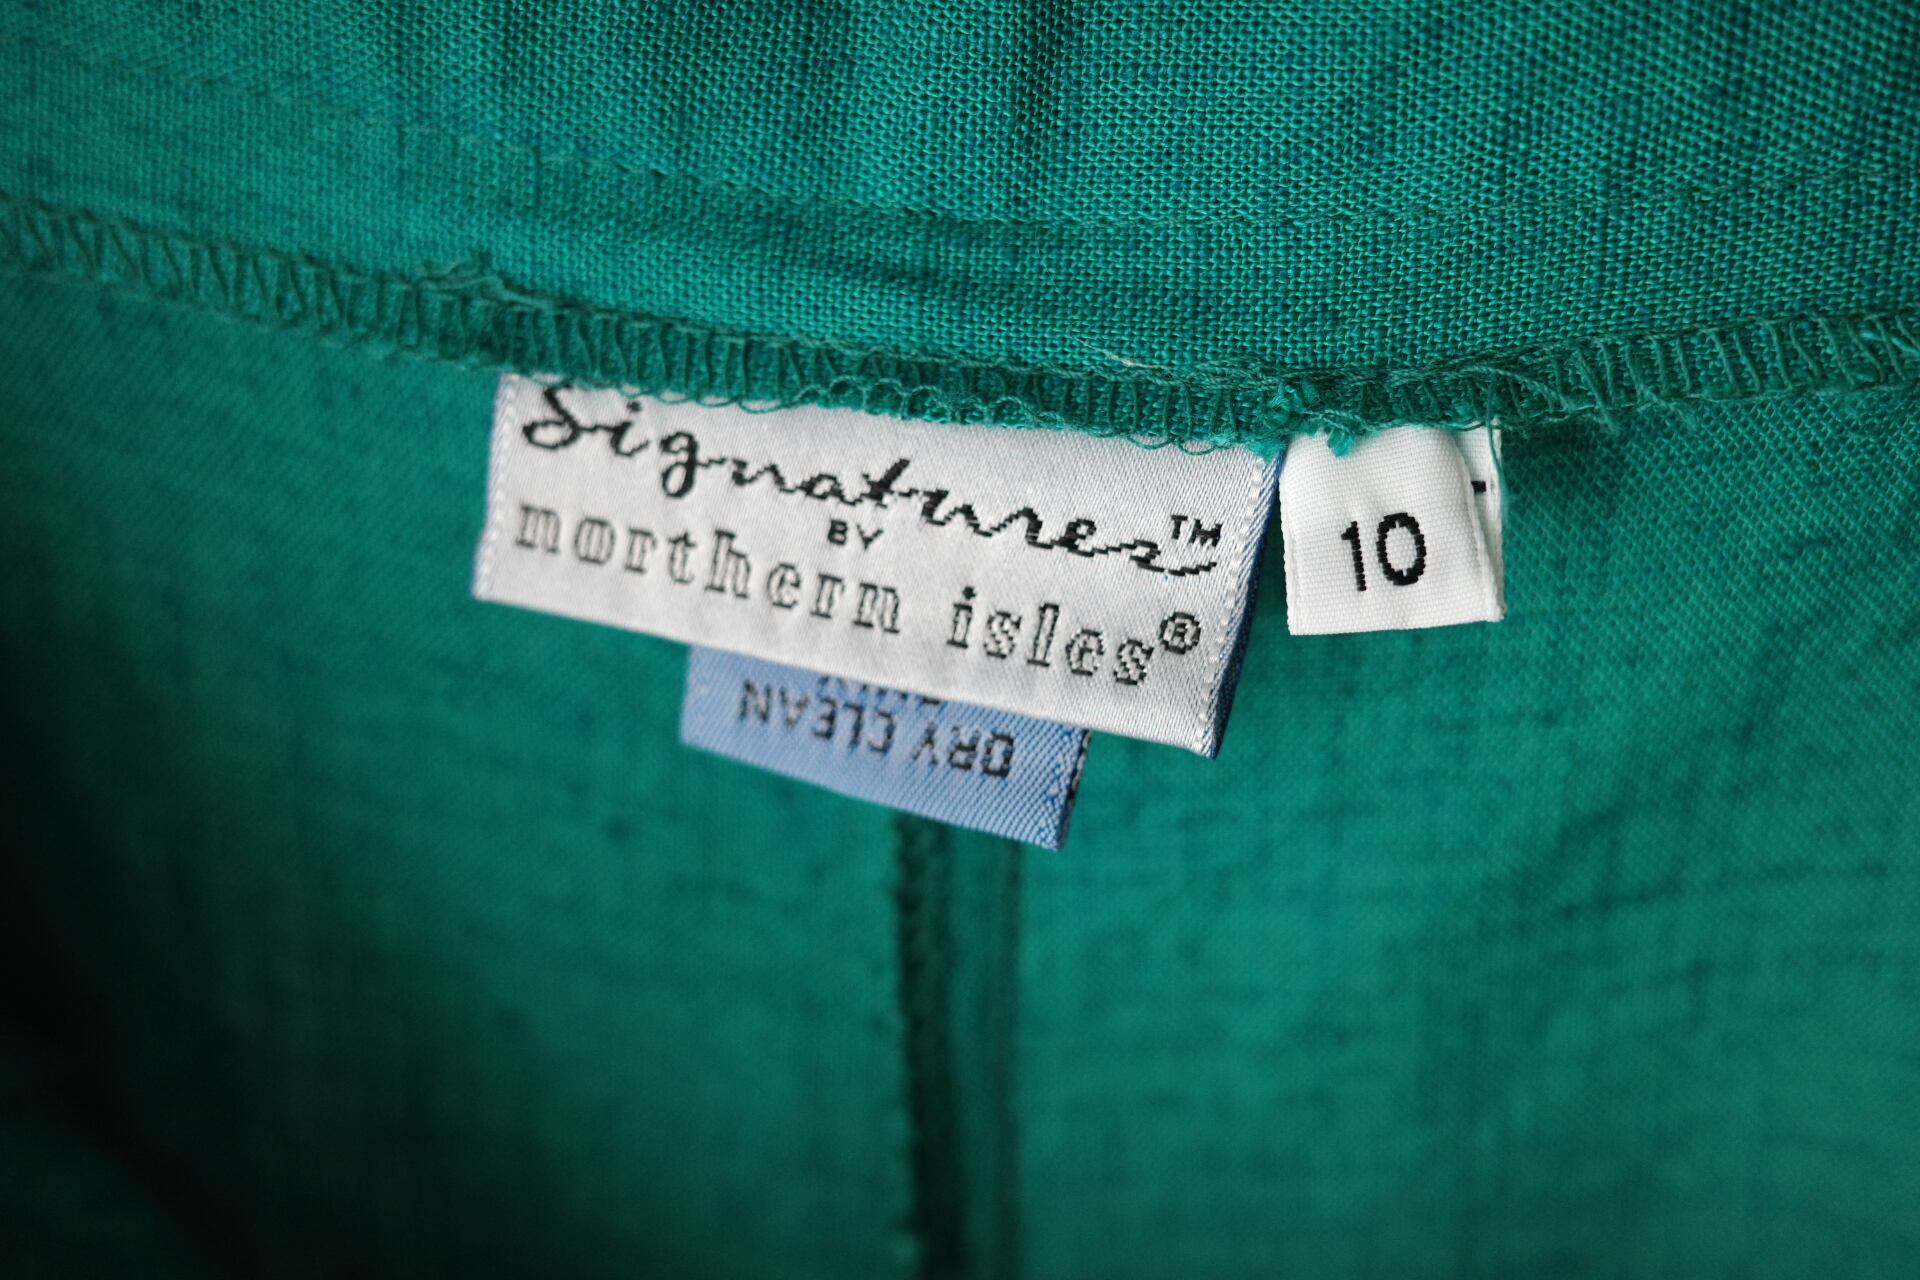 Signatures™
BY
northern isles®
10
DRY CLEAN